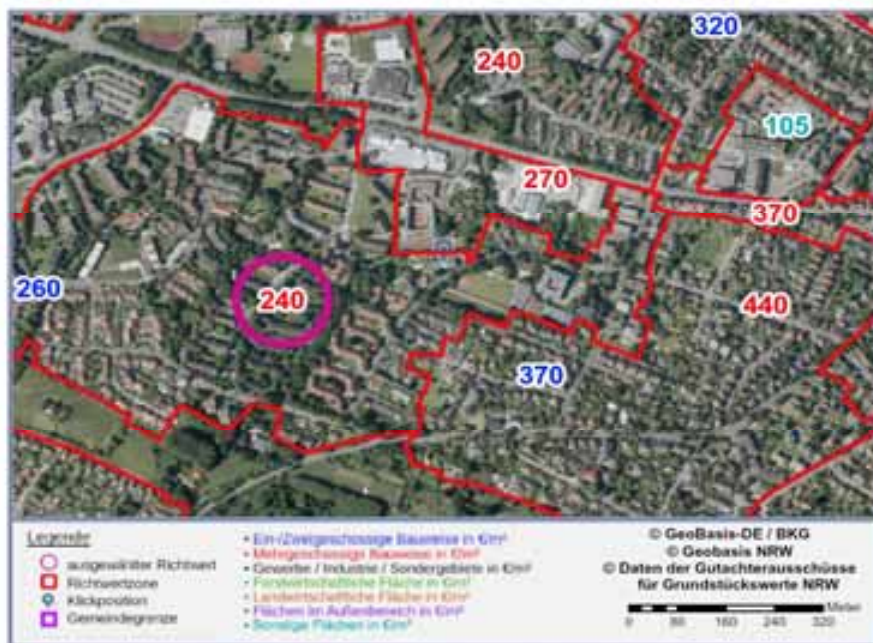 320
240
105
270
370
260
240
440
370
Legende
ausgewählter Richtwert
Richtwertzone
Klickposition
Gemeindegrenze
• Ein-/Zweigeschossige Bauweise in €/m²
• Mehrgeschossige Bauweise in €/m²
• Gewerbe / Industrie / Sondergebiete in €/m²
• Forstwirtschaftliche Fläche in €/m²
• Landwirtschaftliche Fläche in €/m²
• Flächen im Außenbereich in €/m²
• Sonstige Flächen in €/m²
© GeoBasis-DE / BKG
© Geobasis NRW
© Daten der Gutachterausschüsse
für Grundstückswerte NRW
Meter
0 80 160 240 320